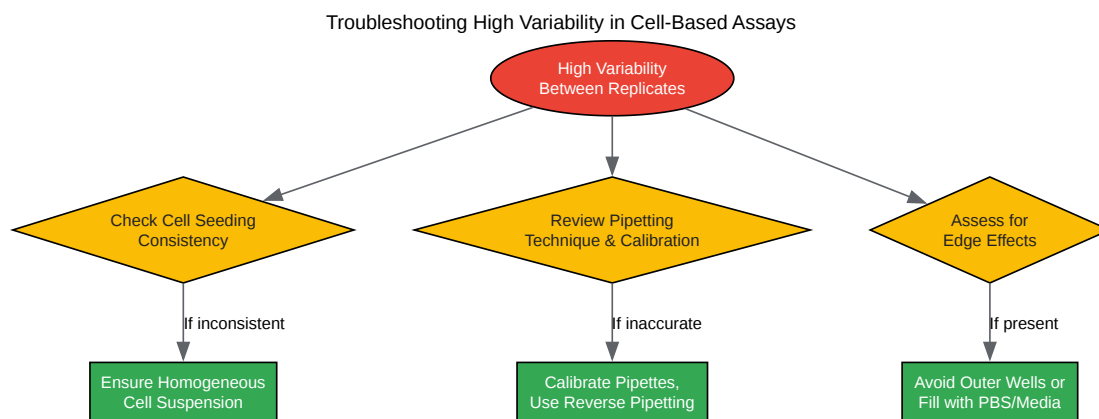 Troubleshooting High Variability in Cell-Based Assays
High Variability
Between Replicates
Check Cell Seeding
Consistency
Review Pipetting
Technique & Calibration
Assess for
Edge Effects
If inconsistent
If inaccurate
If present
Ensure Homogeneous
Cell Suspension
Calibrate Pipettes,
Use Reverse Pipetting
Avoid Outer Wells or
Fill with PBS/Media